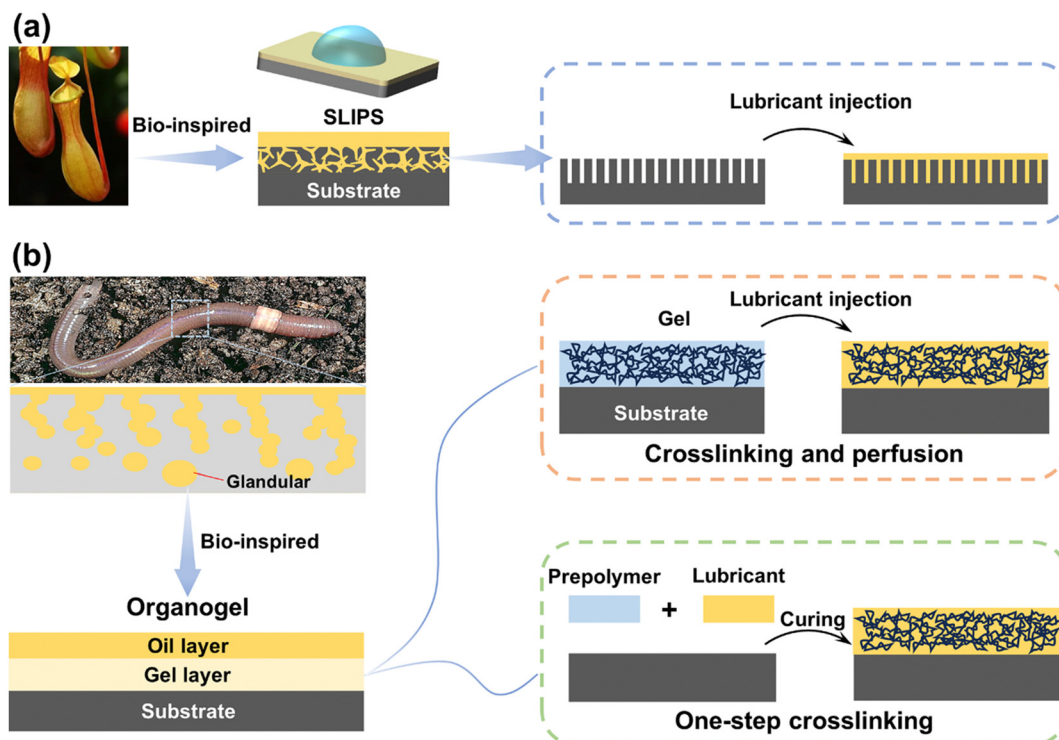 (a)
Bio-inspired
SLIPS
Substrate
Lubricant injection
(b)
Glandular
Bio-inspired
Organogel
Oil layer
Gel layer
Substrate
Gel
Lubricant injection
Substrate
Crosslinking and perfusion
Prepolymer
+
Lubricant
Curing
One-step crosslinking